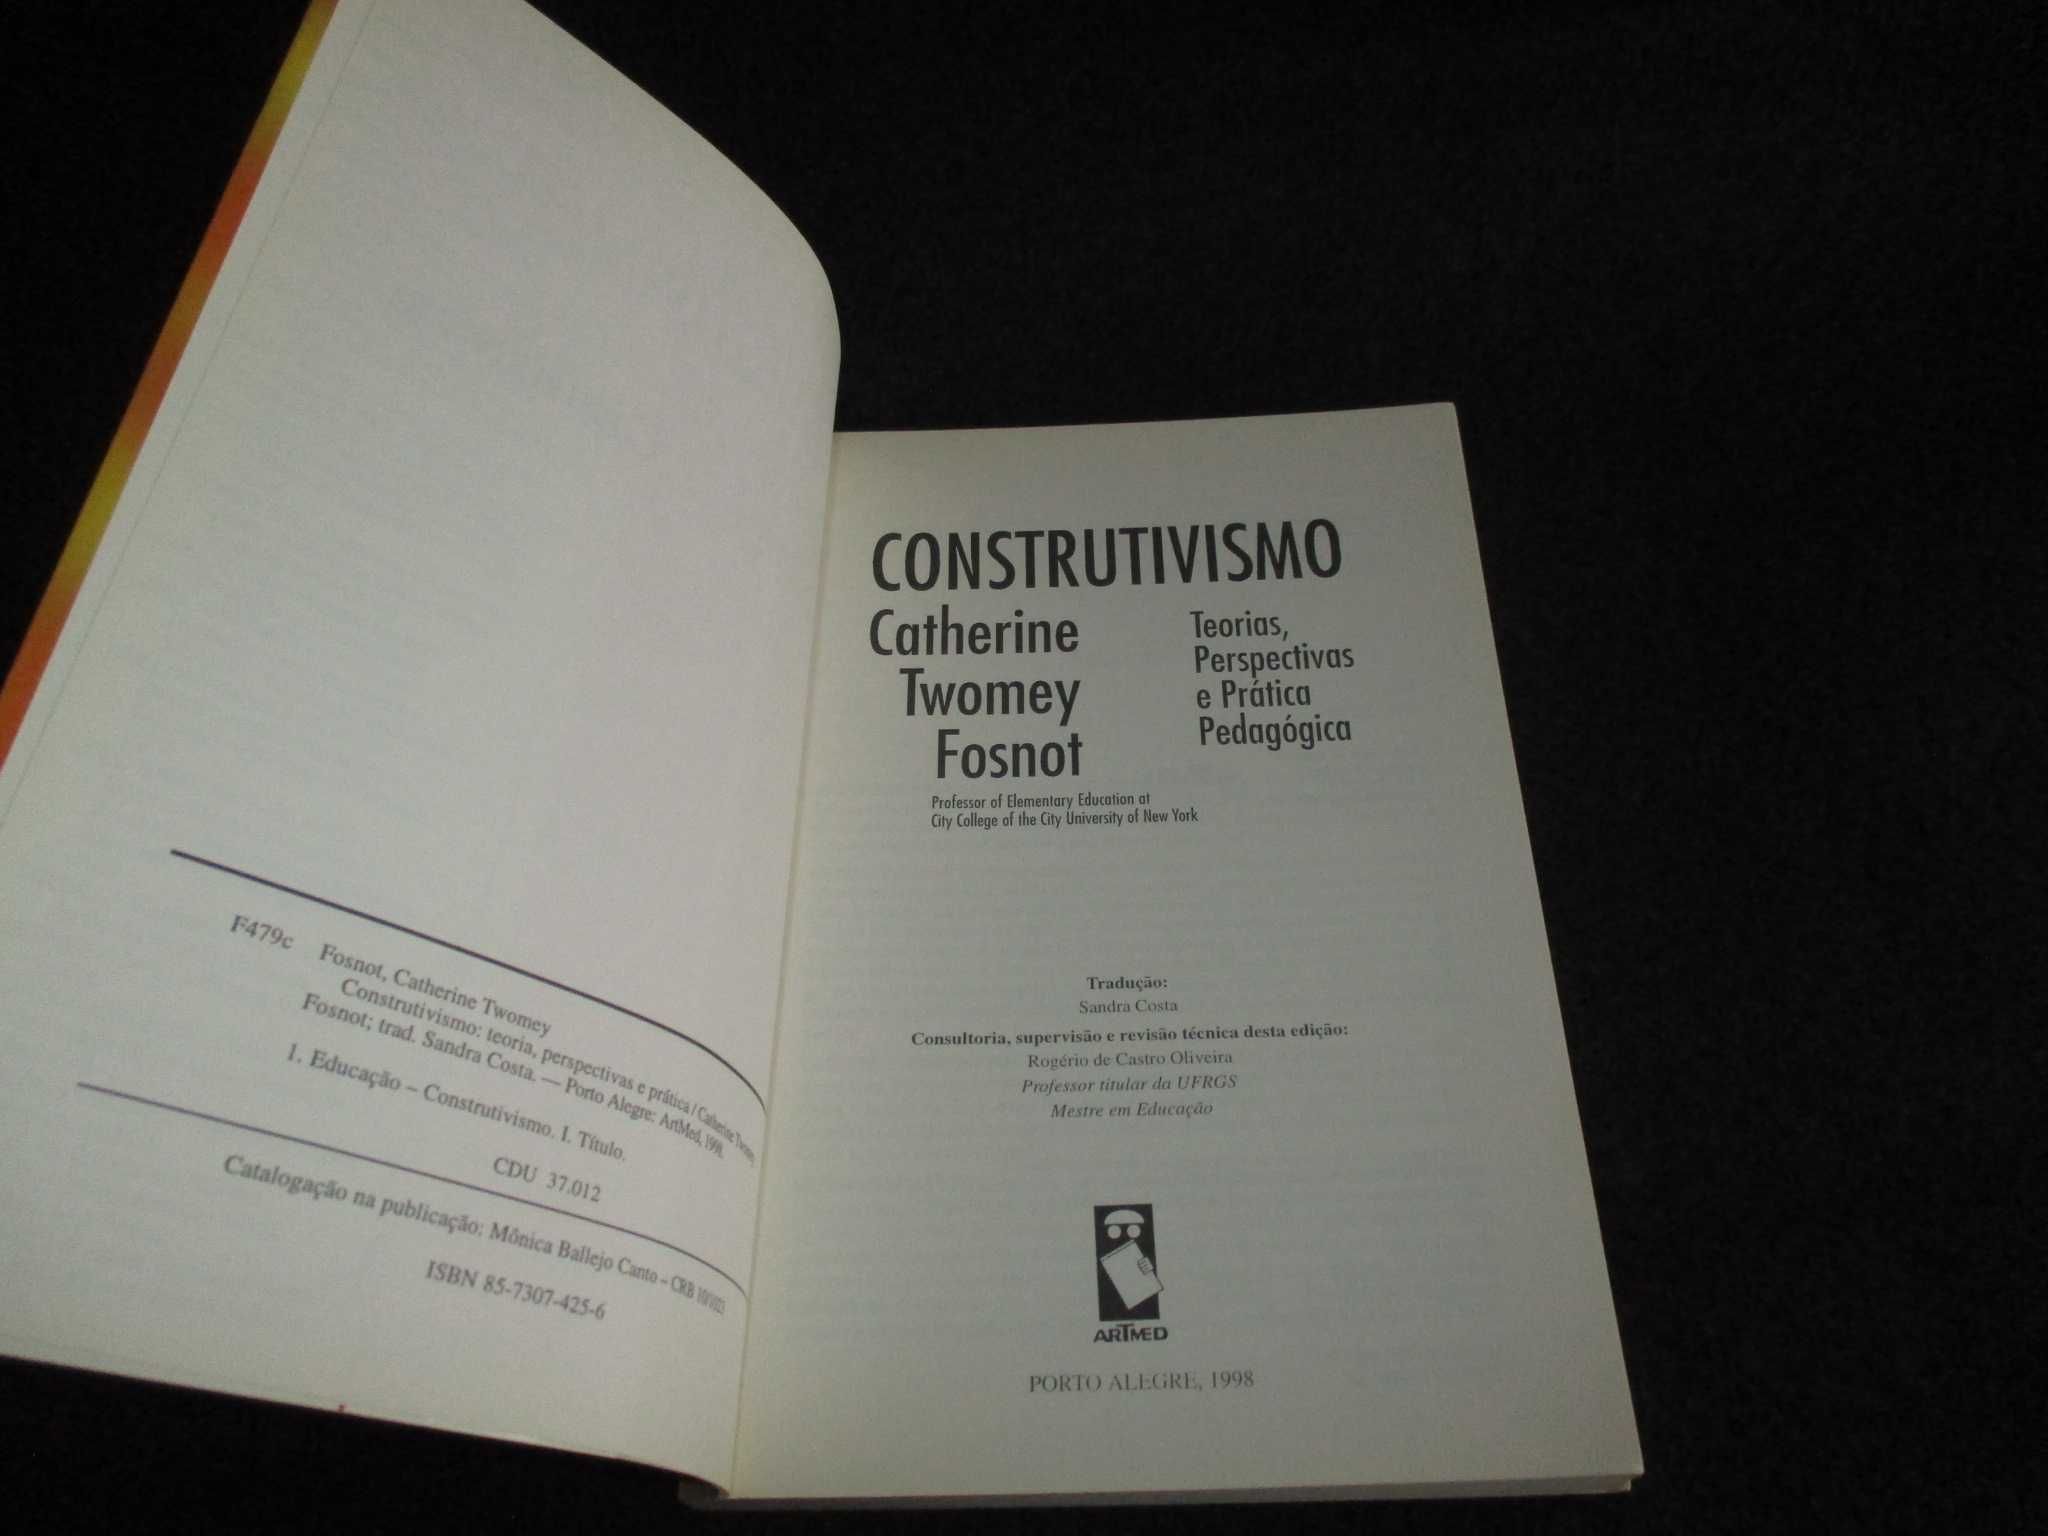 F479c Fosnot, Catherine Twomey
Construtivismo: teoria, perspectivas e prática / Catherine Twomey
Fosnot; trad. Sandra Costa. — Porto Alegre: ArtMed, 1998.
1. Educação – Construtivismo. I. Título.
CDU 37.012
Catalogação na publicação: Mônica Ballejo Canto – CRB 10/1023
ISBN 85-7307-425-6
CONSTRUTIVISMO
Catherine
Twomey
Fosnot
Teorias,
Perspectivas
e Prática
Pedagógica
Professor of Elementary Education at
City College of the City University of New York
Tradução:
Sandra Costa
Consultoria, supervisão e revisão técnica desta edição:
Rogério de Castro Oliveira
Professor titular da UFRGS
Mestre em Educação
ARTMED
PORTO ALEGRE, 1998